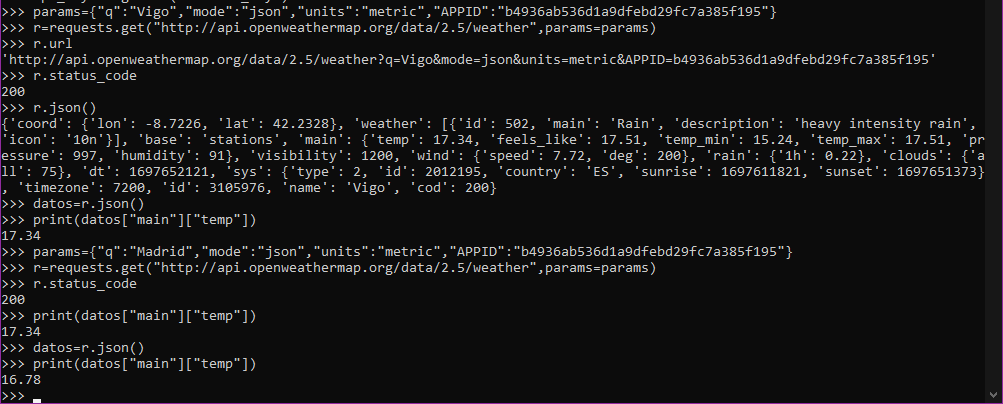 >>> params={"q":"Vigo","mode":"json","units":"metric","APPID":"b4936ab536d1a9dfebd29fc7a385f195"}
>>> r=requests.get("http://api.openweathermap.org/data/2.5/weather",params=params)
>>> r.url
'http://api.openweathermap.org/data/2.5/weather?q=Vigo&mode=json&units=metric&APPID=b4936ab536d1a9dfebd29fc7a385f195'
>>> r.status_code
200
>>> r.json()
{'coord': {'lon': -8.7226, 'lat': 42.2328}, 'weather': [{'id': 502, 'main': 'Rain', 'description': 'heavy intensity rain',
'icon': '10n'}], 'base': 'stations', 'main': {'temp': 17.34, 'feels_like': 17.51, 'temp_min': 15.24, 'temp_max': 17.51, 'pr
essure': 997, 'humidity': 91}, 'visibility': 1200, 'wind': {'speed': 7.72, 'deg': 200}, 'rain': {'1h': 0.22}, 'clouds': {'a
ll': 75}, 'dt': 1697652121, 'sys': {'type': 2, 'id': 2012195, 'country': 'ES', 'sunrise': 1697611821, 'sunset': 1697651373}
, 'timezone': 7200, 'id': 3105976, 'name': 'Vigo', 'cod': 200}
>>> datos=r.json()
>>> print(datos["main"]["temp"])
17.34
>>> params={"q":"Madrid","mode":"json","units":"metric","APPID":"b4936ab536d1a9dfebd29fc7a385f195"}
>>> r=requests.get("http://api.openweathermap.org/data/2.5/weather",params=params)
>>> r.status_code
200
>>> print(datos["main"]["temp"])
17.34
>>> datos=r.json()
>>> print(datos["main"]["temp"])
16.78
>>>